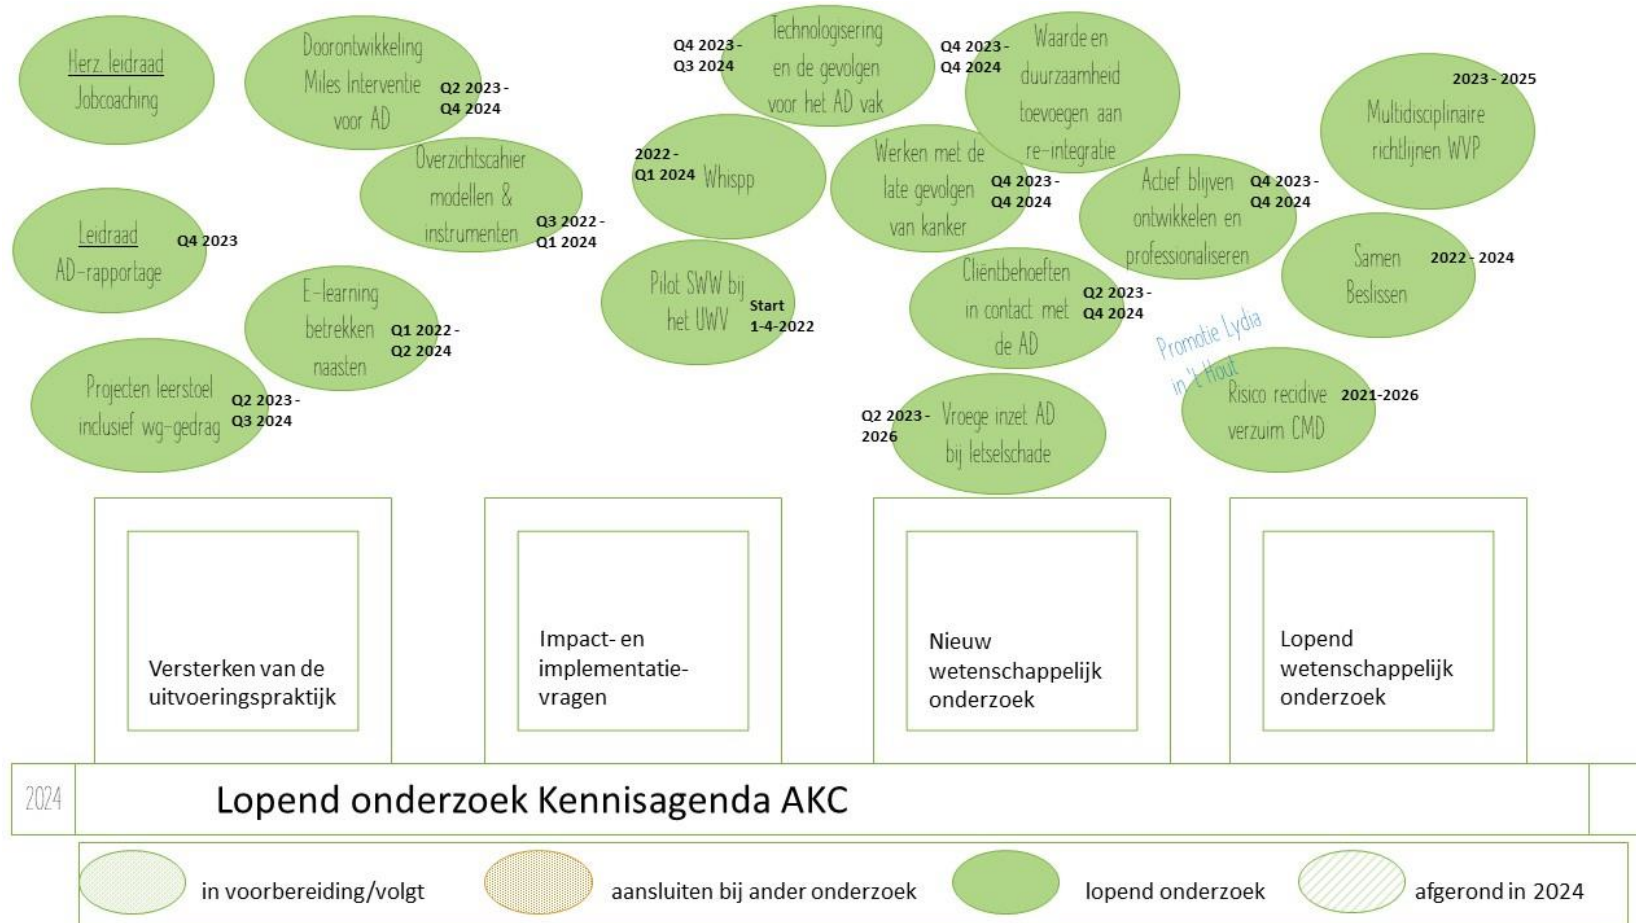 Herz. leidraad
Jobcoaching
Doorontwikkeling
Miles Interventie
voor AD
Q2 2023 -
Q4 2024
Overzichtscahier
modellen &
instrumenten
Q3 2022 -
Q1 2024
Leidraad
AD-rapportage
Q4 2023
E-learning
betrekken
naasten
Q1 2022 -
Q2 2024
Projecten leerstoel
inclusief wg-gedrag
Q2 2023 -
Q3 2024
Q4 2023 -
Q3 2024
Technologisering
en de gevolgen
voor het AD vak
2022 -
Q1 2024
Whispp
Pilot SWW bij
het UWV
Start
1-4-2022
Q4 2023 -
Q4 2024
Waarde en
duurzaamheid
toevoegen aan
re-integratie
Werken met de
late gevolgen
van kanker
Q4 2023 -
Q4 2024
Actief blijven
ontwikkelen en
professionaliseren
Q4 2023 -
Q4 2024
Cliëntbehoeften
in contact met
de AD
Q2 2023 -
Q4 2024
Q2 2023 -
2026
Vroege inzet AD
bij letselschade
2023 - 2025
Multidisciplinaire
richtlijnen WVP
Samen
Beslissen
2022 - 2024
Promotie Lydia
in 't Hout
Risico recidive
verzuim CMD
2021-2026
Versterken van de
uitvoeringspraktijk
Impact- en
implementatie-
vragen
Nieuw
wetenschappelijk
onderzoek
Lopend
wetenschappelijk
onderzoek
2024
Lopend onderzoek Kennisagenda AKC
in voorbereiding/volgt
aansluiten bij ander onderzoek
lopend onderzoek
afgerond in 2024